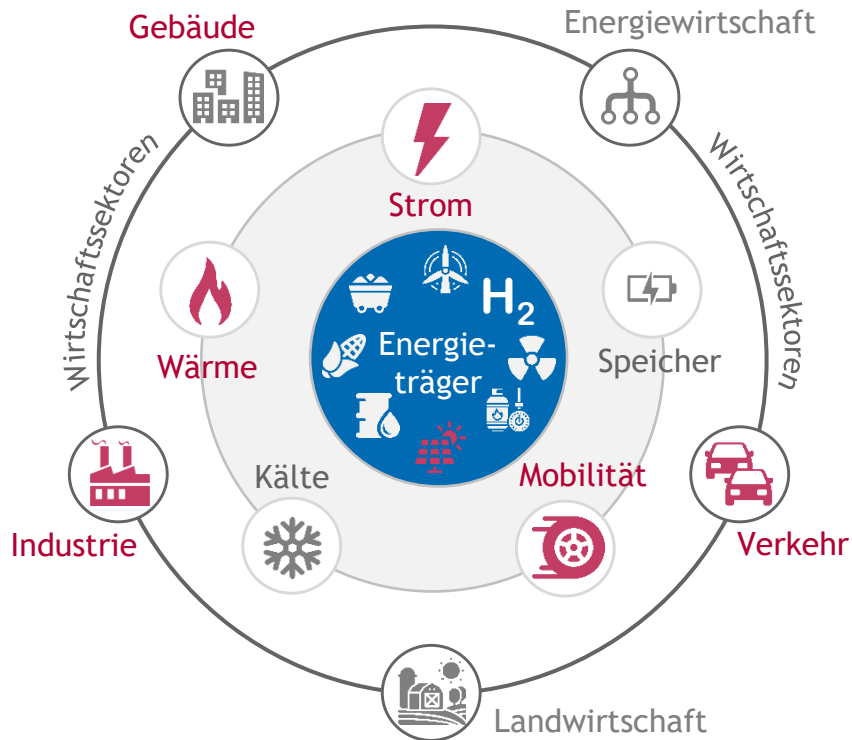 Gebäude
Energiewirtschaft
Wirtschaftssektoren
Wirtschaftssektoren
Strom
H2
Energie-
träger
Wärme
Speicher
Kälte
Mobilität
Industrie
Verkehr
Landwirtschaft